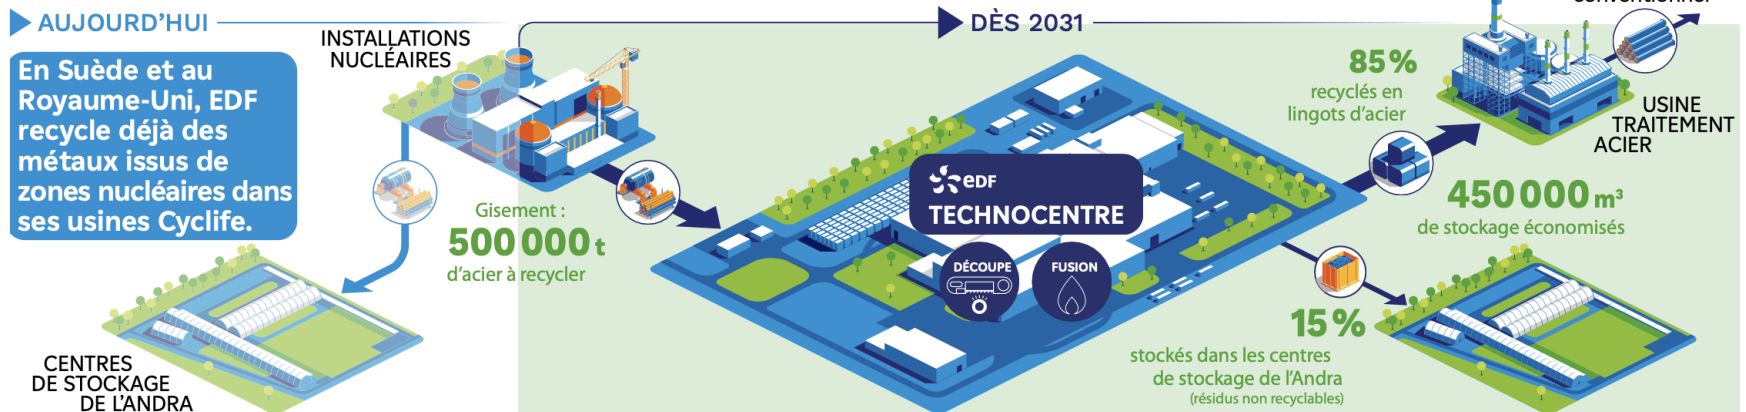 AUJOURD'HUI
DÈS 2031
En Suède et au
Royaume-Uni, EDF
recycle déjà des
métaux issus de
zones nucléaires dans
ses usines Cyclife.
INSTALLATIONS
NUCLÉAIRES
Gisement :
500 000 t
d'acier à recycler
CENTRES
DE STOCKAGE
DE L'ANDRA
eDF
TECHNOCENTRE
DÉCOUPE
FUSION
85 %
recyclés en
lingots d'acier
USINE
TRAITEMENT
ACIER
450 000 m³
de stockage économisés
15 %
stockés dans les centres
de stockage de l'Andra
(résidus non recyclables)